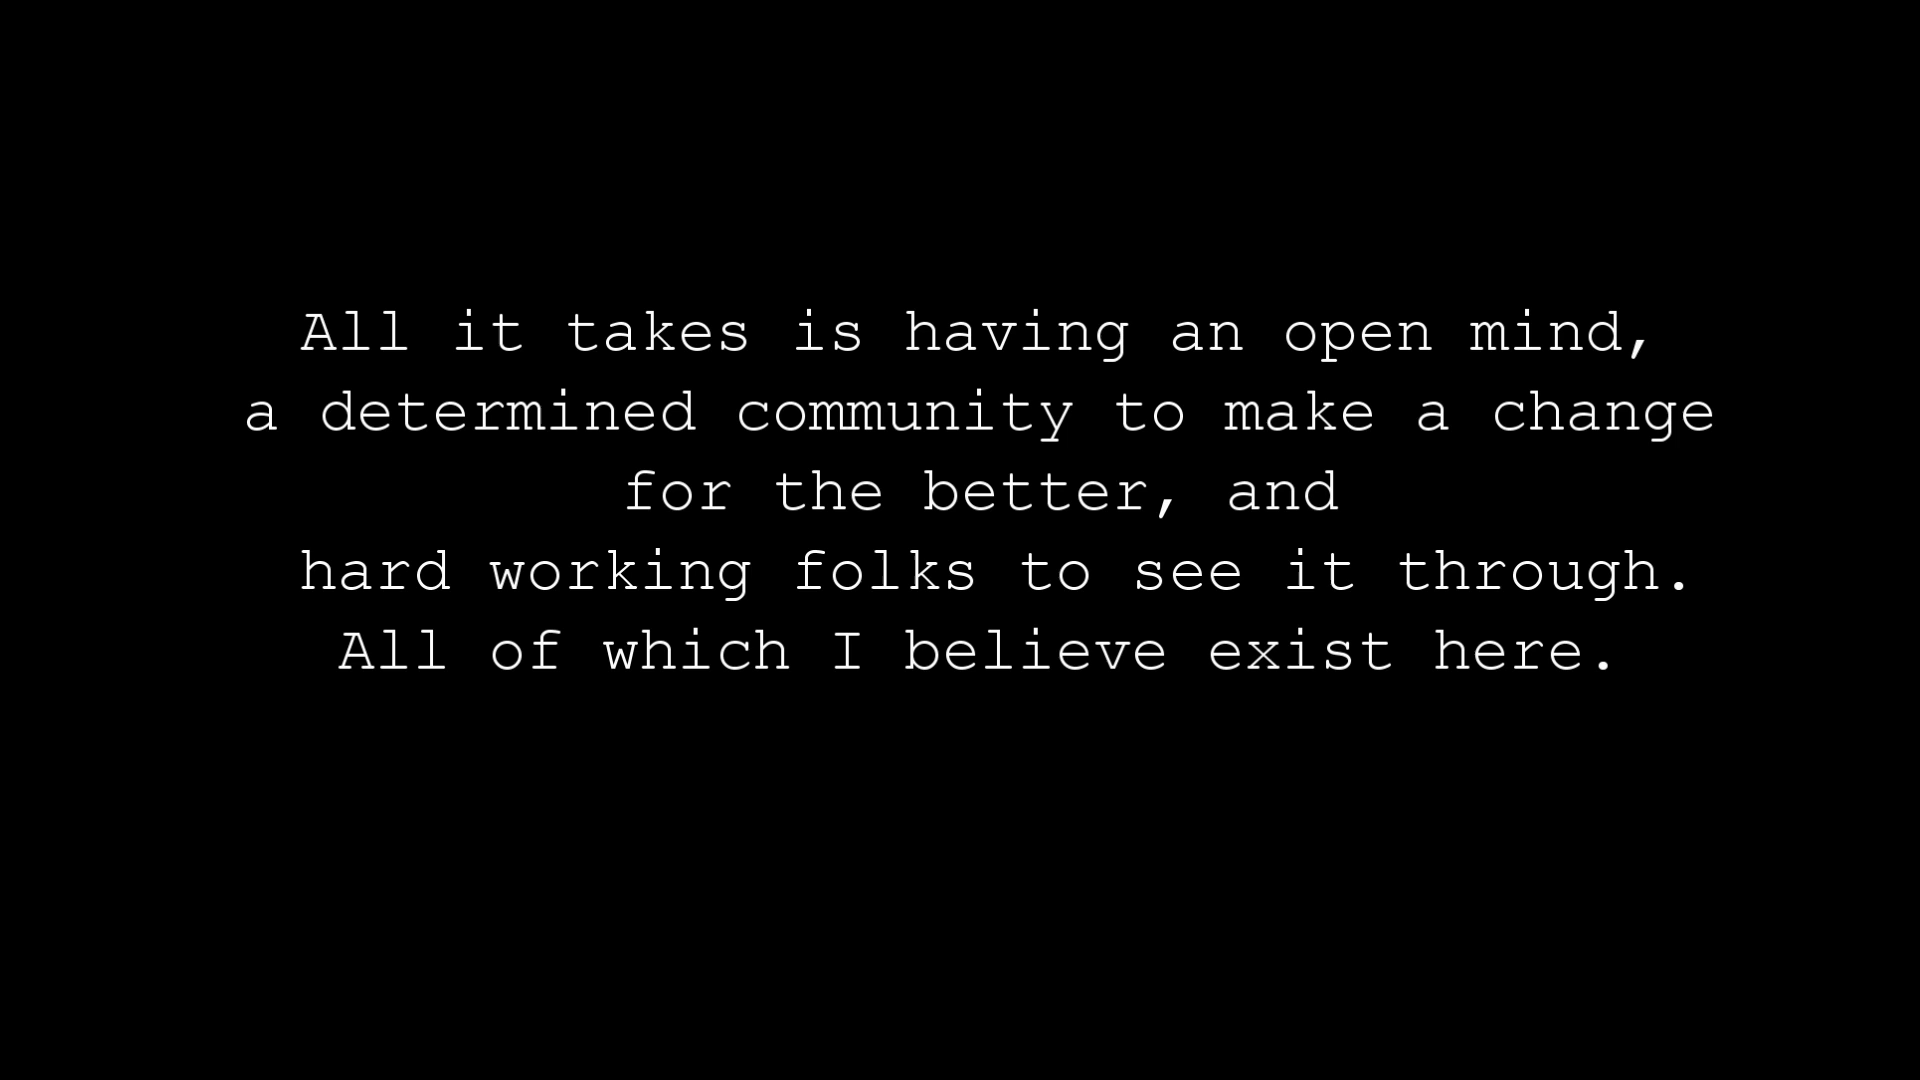 All it takes is having an open mind,
a determined community to make a change
for the better, and
hard working folks to see it through.
All of which I believe exist here.